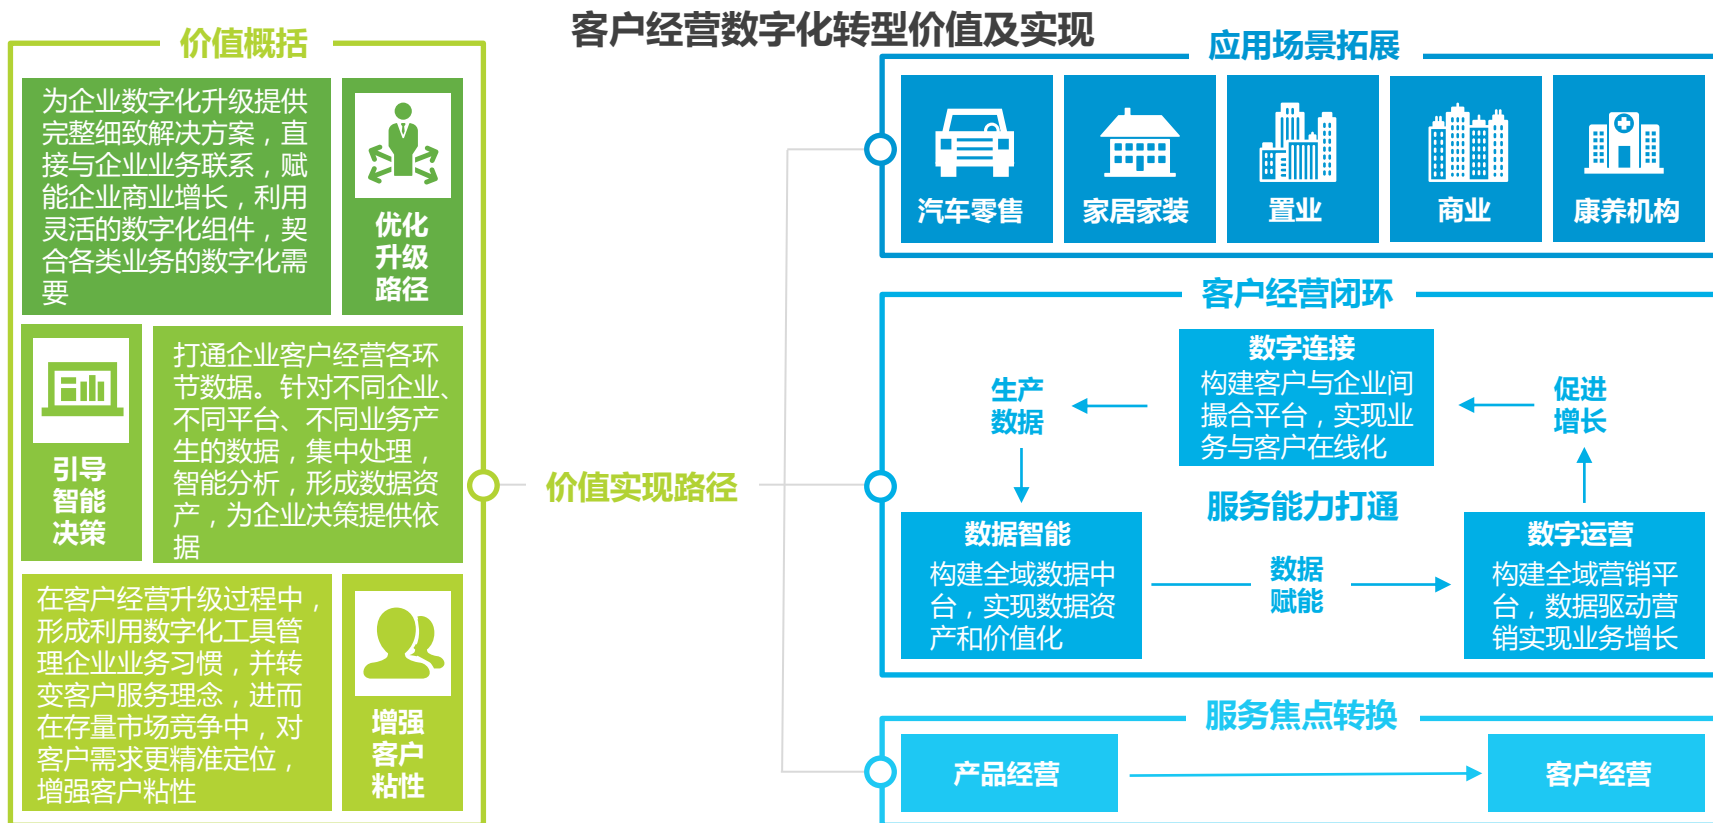 客户经营数字化转型价值及实现
价值概括
为企业数字化升级提供
完整细致解决方案，直
接与企业业务联系，赋
能企业商业增长，利用
灵活的数字化组件，契
合各类业务的数字化需
要
优化
升级
路径
引导
智能
决策
打通企业客户经营各环
节数据。针对不同企业、
不同平台、不同业务产
生的数据，集中处理，
智能分析，形成数据资
产，为企业决策提供依
据
在客户经营升级过程中，
形成利用数字化工具管
理企业业务习惯，并转
变客户服务理念，进而
在存量市场竞争中，对
客户需求更精准定位，
增强客户粘性
增强
客户
粘性
价值实现路径
应用场景拓展
汽车零售
家居家装
置业
商业
康养机构
客户经营闭环
数字连接
构建客户与企业间
撮合平台，实现业
务与客户在线化
生产
数据
促进
增长
服务能力打通
数据智能
构建全域数据中
台，实现数据资
产和价值化
数据
赋能
数字运营
构建全域营销平
台，数据驱动营
销实现业务增长
服务焦点转换
产品经营
客户经营